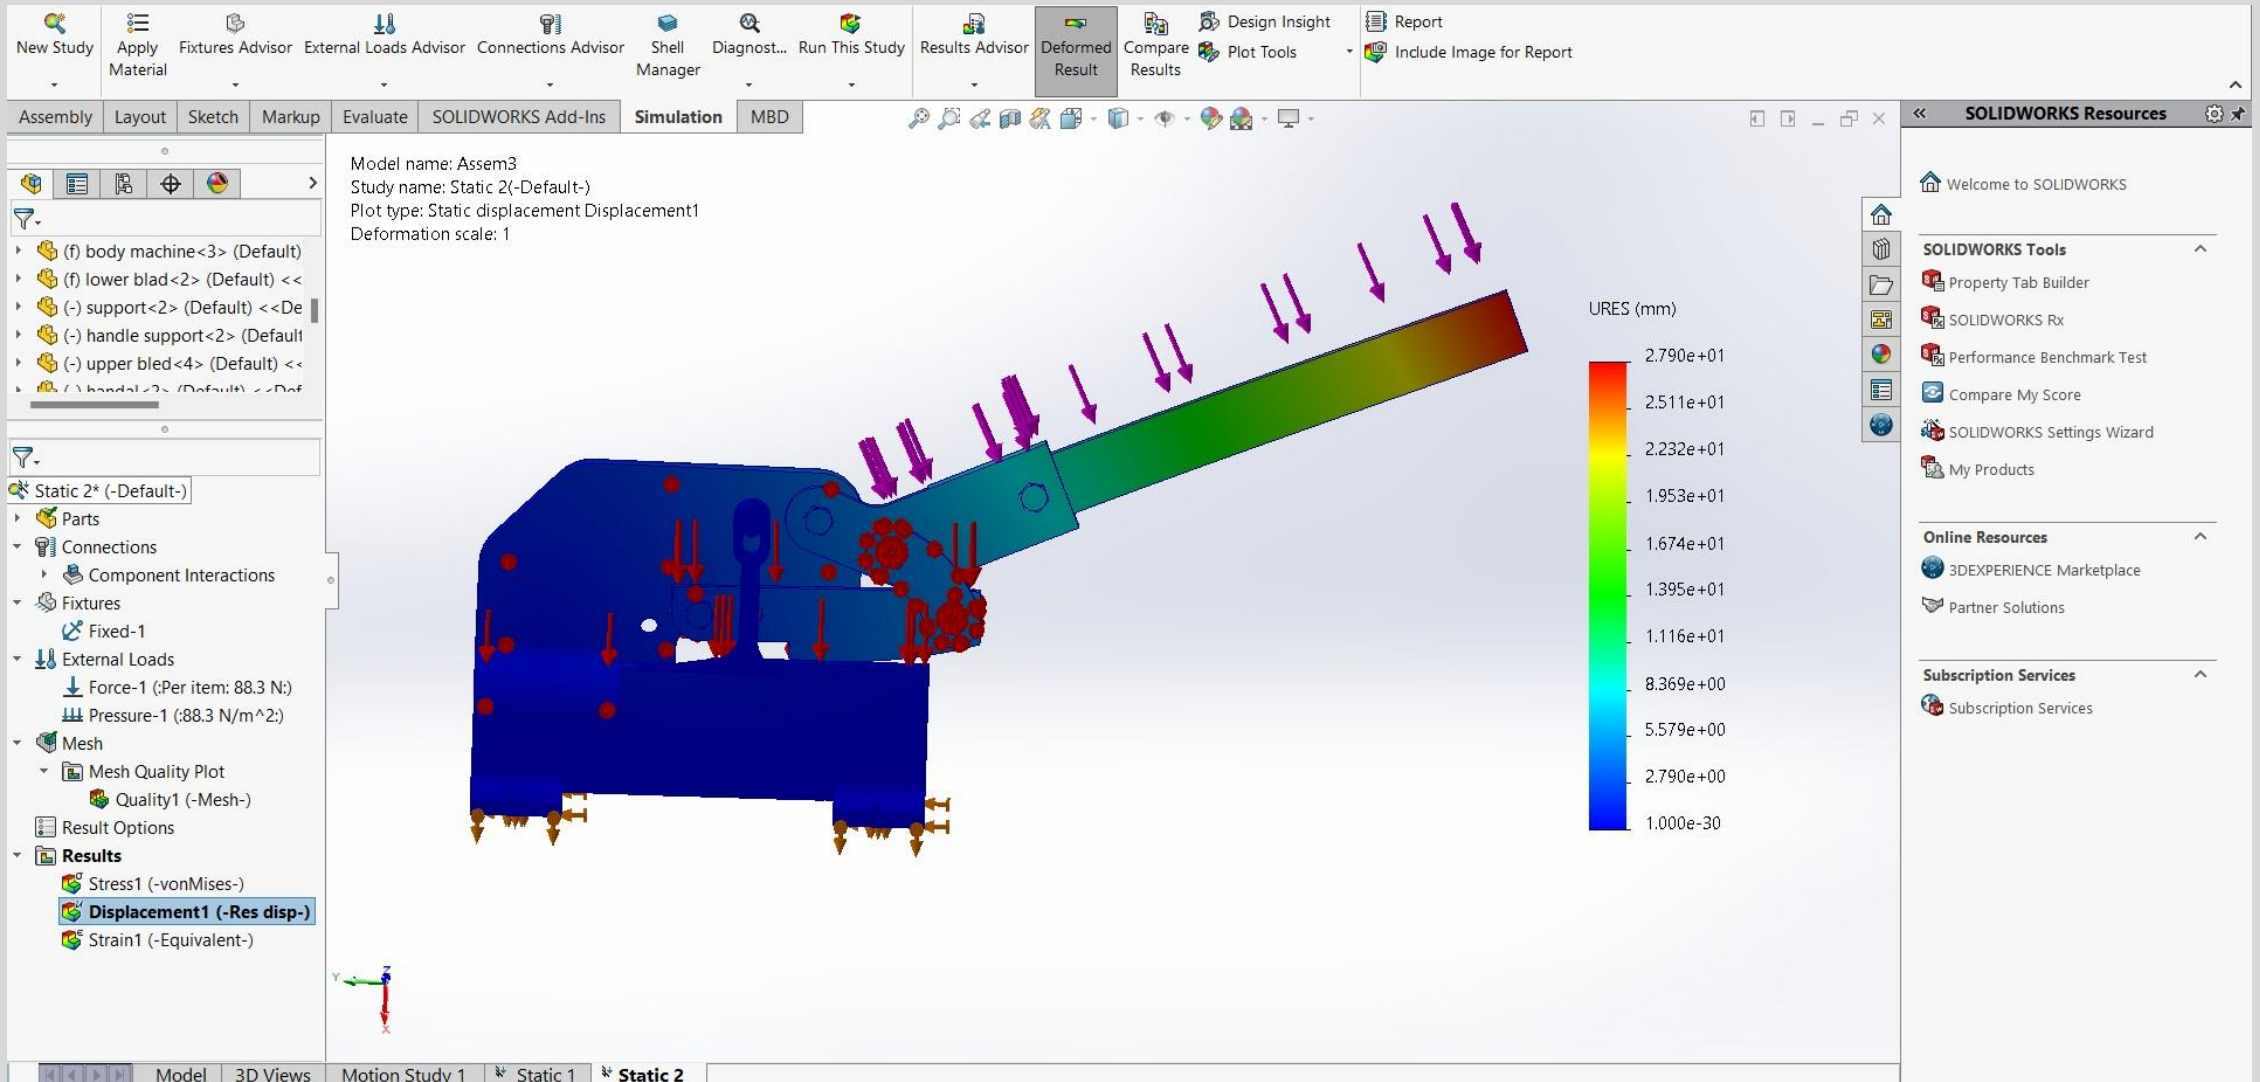 New Study
Apply Material
Fixtures Advisor
External Loads Advisor
Connections Advisor
Shell Manager
Diagnost...
Run This Study
Results Advisor
Deformed Result
Compare Results
Design Insight
Plot Tools
Report
Include Image for Report
Assembly
Layout
Sketch
Markup
Evaluate
SOLIDWORKS Add-Ins
Simulation
MBD
(f) body machine<3> (Default)
(f) lower blad<2> (Default) <<
(-) support<2> (Default) <<De
(-) handle support<2> (Default
(-) upper bled<4> (Default) <<
Static 2* (-Default-)
Parts
Connections
Component Interactions
Fixtures
Fixed-1
External Loads
Force-1 (:Per item: 88.3 N:)
Pressure-1 (:88.3 N/m^2:)
Mesh
Mesh Quality Plot
Quality1 (-Mesh-)
Result Options
Results
Stress1 (-vonMises-)
Displacement1 (-Res disp-)
Strain1 (-Equivalent-)
Model name: Assem3
Study name: Static 2(-Default-)
Plot type: Static displacement Displacement1
Deformation scale: 1
URES (mm)
2.790e+01
2.511e+01
2.232e+01
1.953e+01
1.674e+01
1.395e+01
1.116e+01
8.369e+00
5.579e+00
2.790e+00
1.000e-30
Y
Z
X
SOLIDWORKS Resources
Welcome to SOLIDWORKS
SOLIDWORKS Tools
Property Tab Builder
SOLIDWORKS Rx
Performance Benchmark Test
Compare My Score
SOLIDWORKS Settings Wizard
My Products
Online Resources
3DEXPERIENCE Marketplace
Partner Solutions
Subscription Services
Subscription Services
Model
3D Views
Motion Study 1
Static 1
Static 2